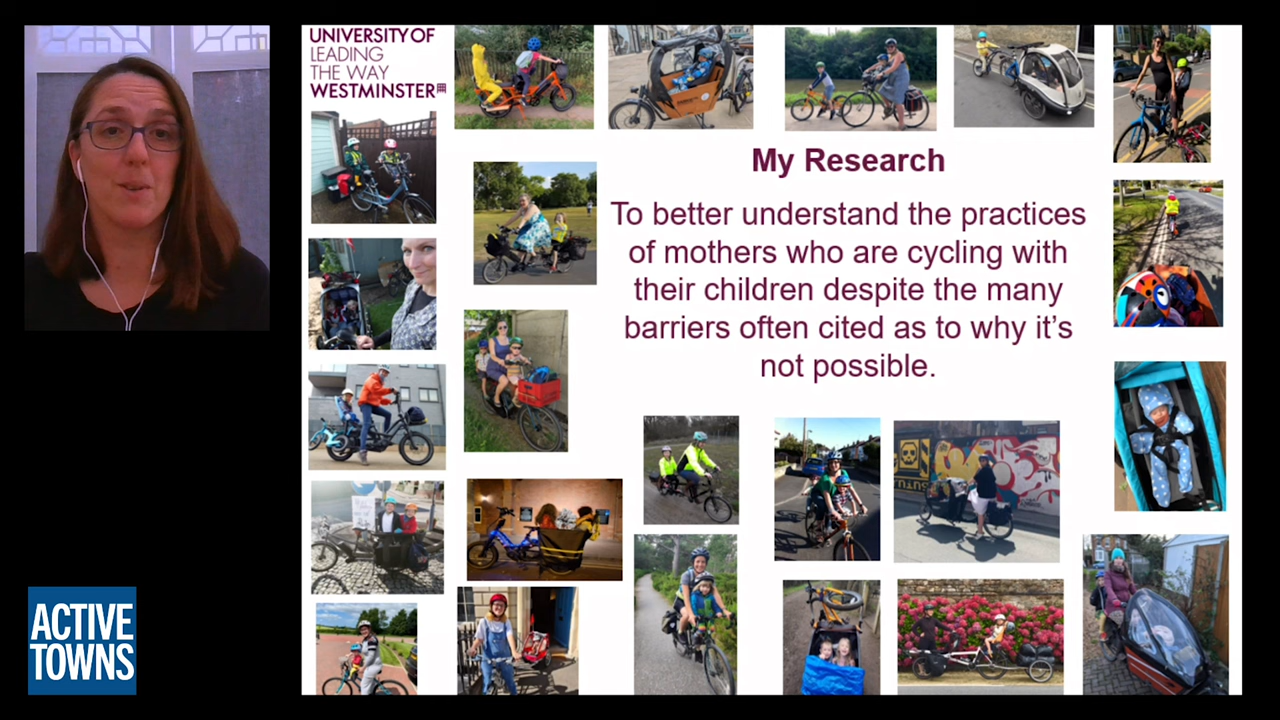 UNIVERSITY OF
LEADING
THE WAY
WESTMINSTER
My Research
To better understand the practices
of mothers who are cycling with
their children despite the many
barriers often cited as to why it’s
not possible.
ACTIVE
TOWNS